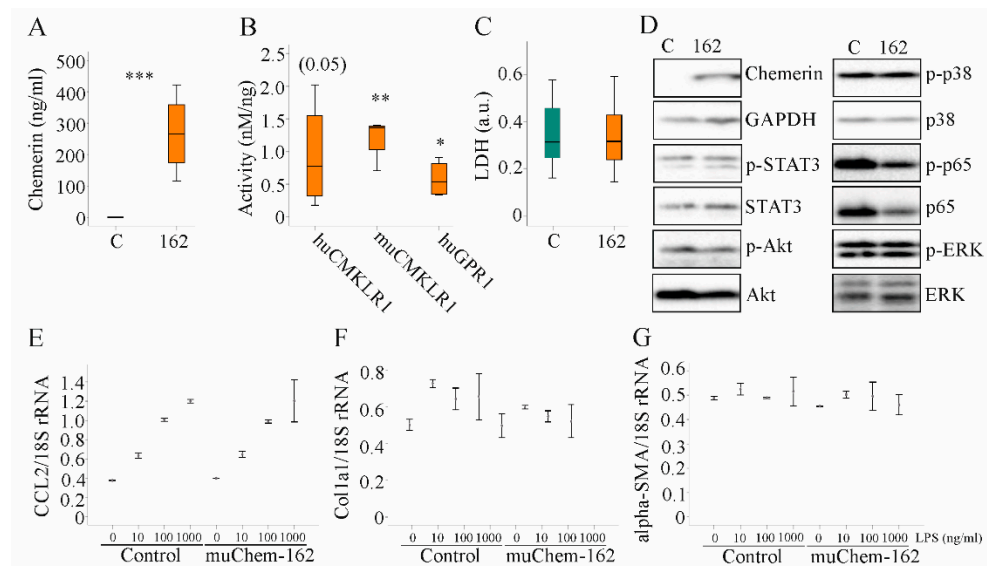 A
Chemerin (ng/ml)
500
400
300
200
100
0
***
C
162
B
Activity (nM/ng)
2.5
2.0
1.5
1.0
0.5
0
(0.05)
**
*
huCMKLR1
muCMKLR1
huGPR1
C
LDH (a.u.)
0.6
0.4
0.2
0
C
162
D
C 162
Chemerin
GAPDH
p-STAT3
STAT3
p-Akt
Akt
C 162
p-p38
p38
p-p65
p65
p-ERK
ERK
E
CCL2/18S rRNA
1.4
1.2
1.0
0.8
0.6
0.4
0.2
0
0 10 100 1000 0 10 100 1000
Control muChem-162
F
Col1a1/18S rRNA
0.8
0.6
0.4
0.2
0
0 10 100 1000 0 10 100 1000
Control muChem-162
G
alpha-SMA/18S rRNA
0.6
0.5
0.4
0.3
0.2
0.1
0
0 10 100 1000 0 10 100 1000 LPS (ng/ml)
Control muChem-162